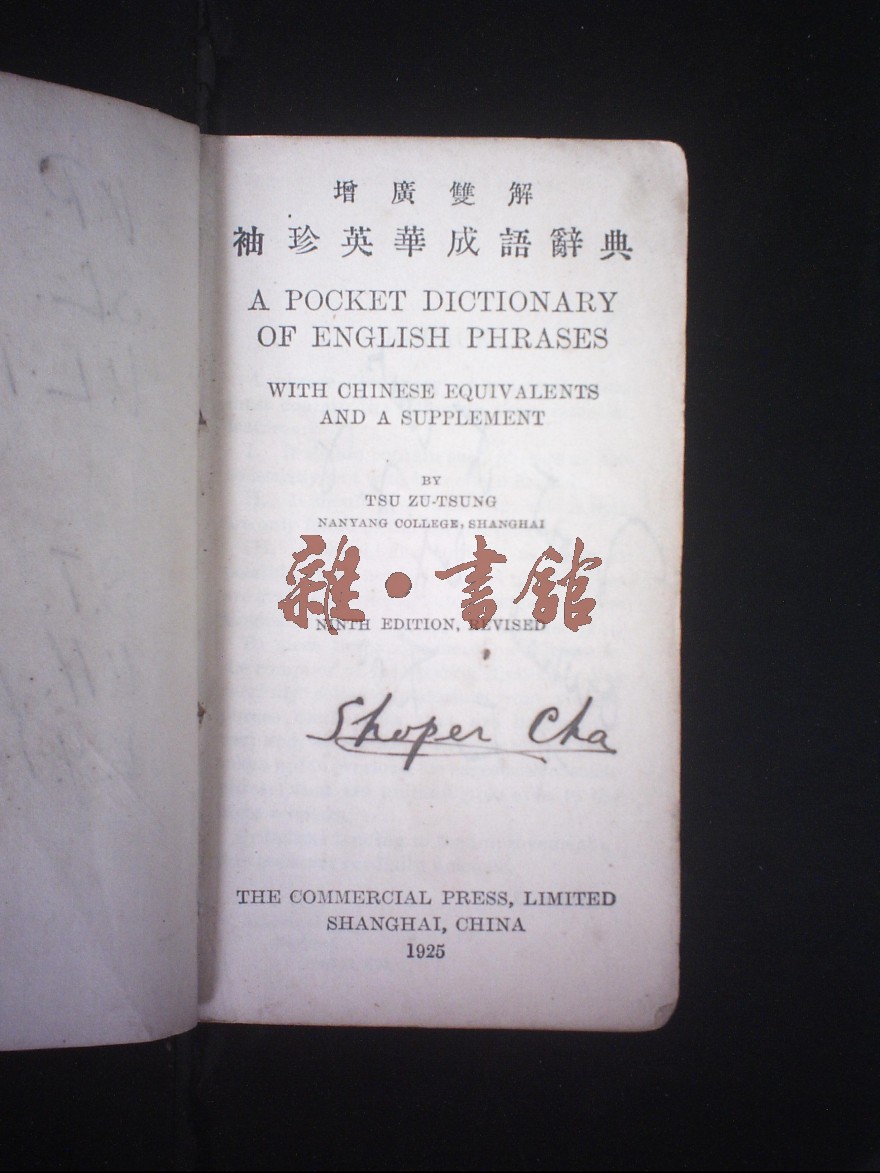 增廣雙解
袖珍英華成語辭典
A POCKET DICTIONARY
OF ENGLISH PHRASES
WITH CHINESE EQUIVALENTS
AND A SUPPLEMENT
BY
TSU ZU-TSUNG
NANYANG COLLEGE, SHANGHAI
雜·書館
NINTH EDITION, REVISED
Shoper Cha
THE COMMERCIAL PRESS, LIMITED
SHANGHAI, CHINA
1925